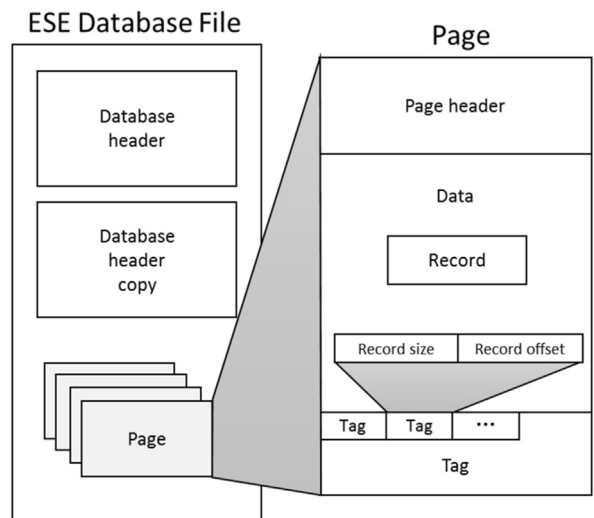 ESE Database File
Database
header
Database
header
copy
Page
Page
Page header
Data
Record
Record size Record offset
Tag Tag ...
Tag